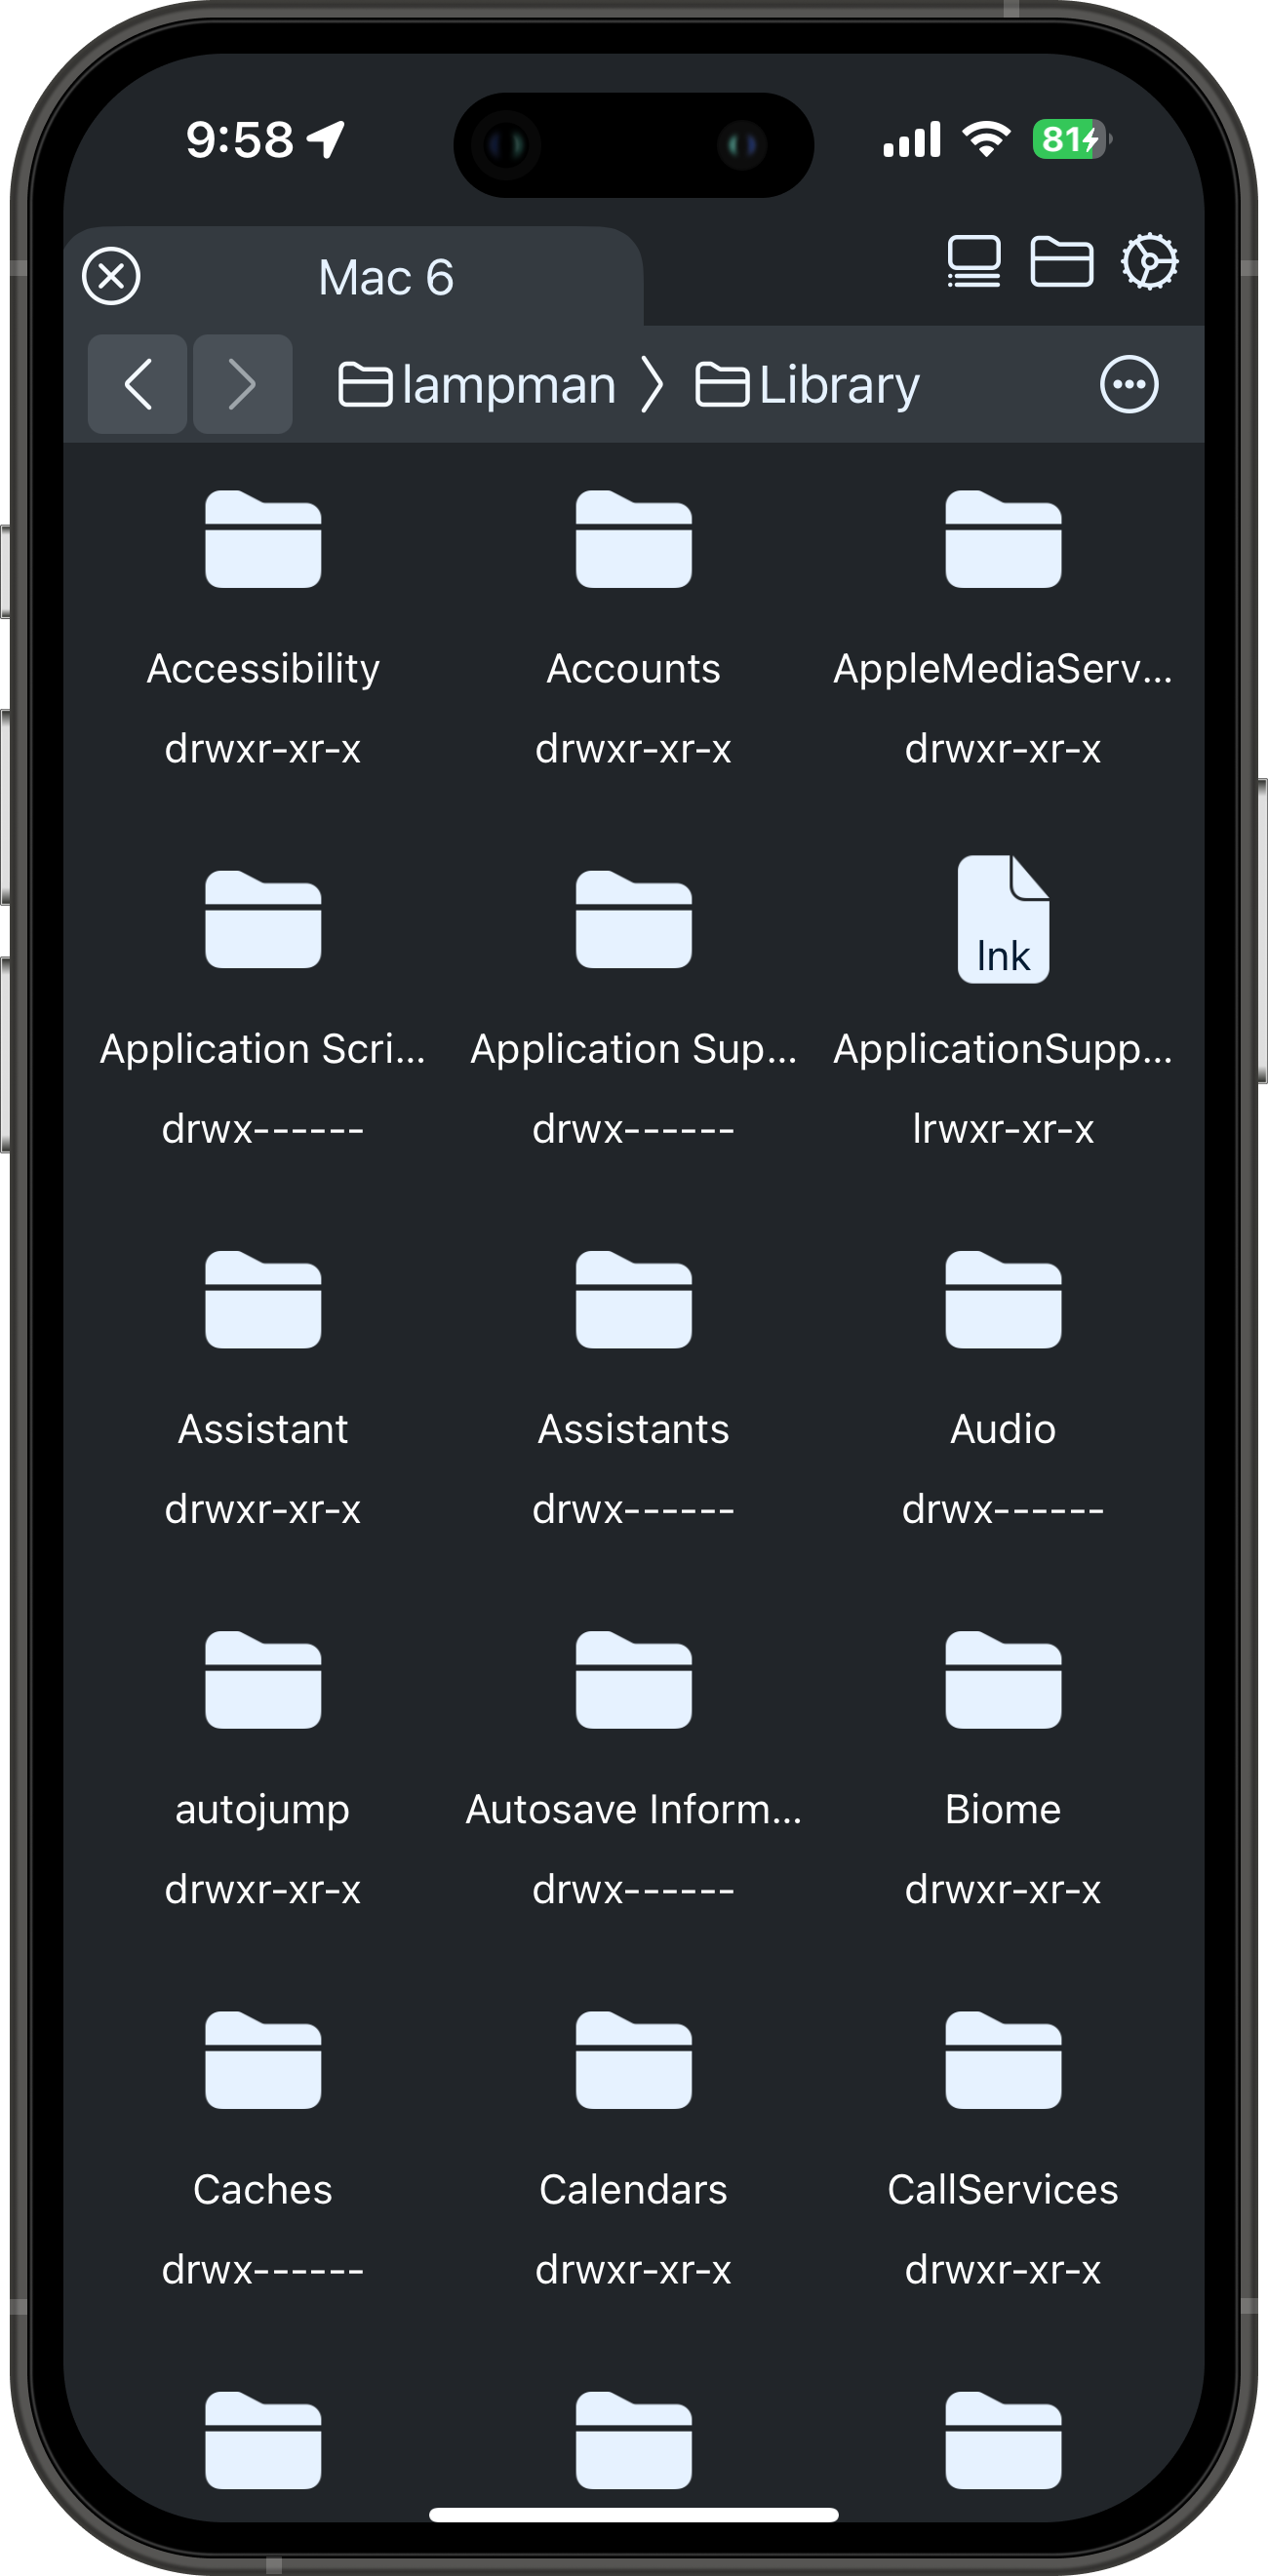 9:58 81
Mac 6
lampman Library
Accessibility Accounts AppleMediaServ...
drwxr-xr-x drwxr-xr-x drwxr-xr-x
lnk
Application Scri... Application Sup... ApplicationSupp...
drwx------ drwx------ lrwxr-xr-x
Assistant Assistants Audio
drwxr-xr-x drwx------ drwx------
autojump Autosave Inform... Biome
drwxr-xr-x drwx------ drwxr-xr-x
Caches Calendars CallServices
drwx------ drwxr-xr-x drwxr-xr-x